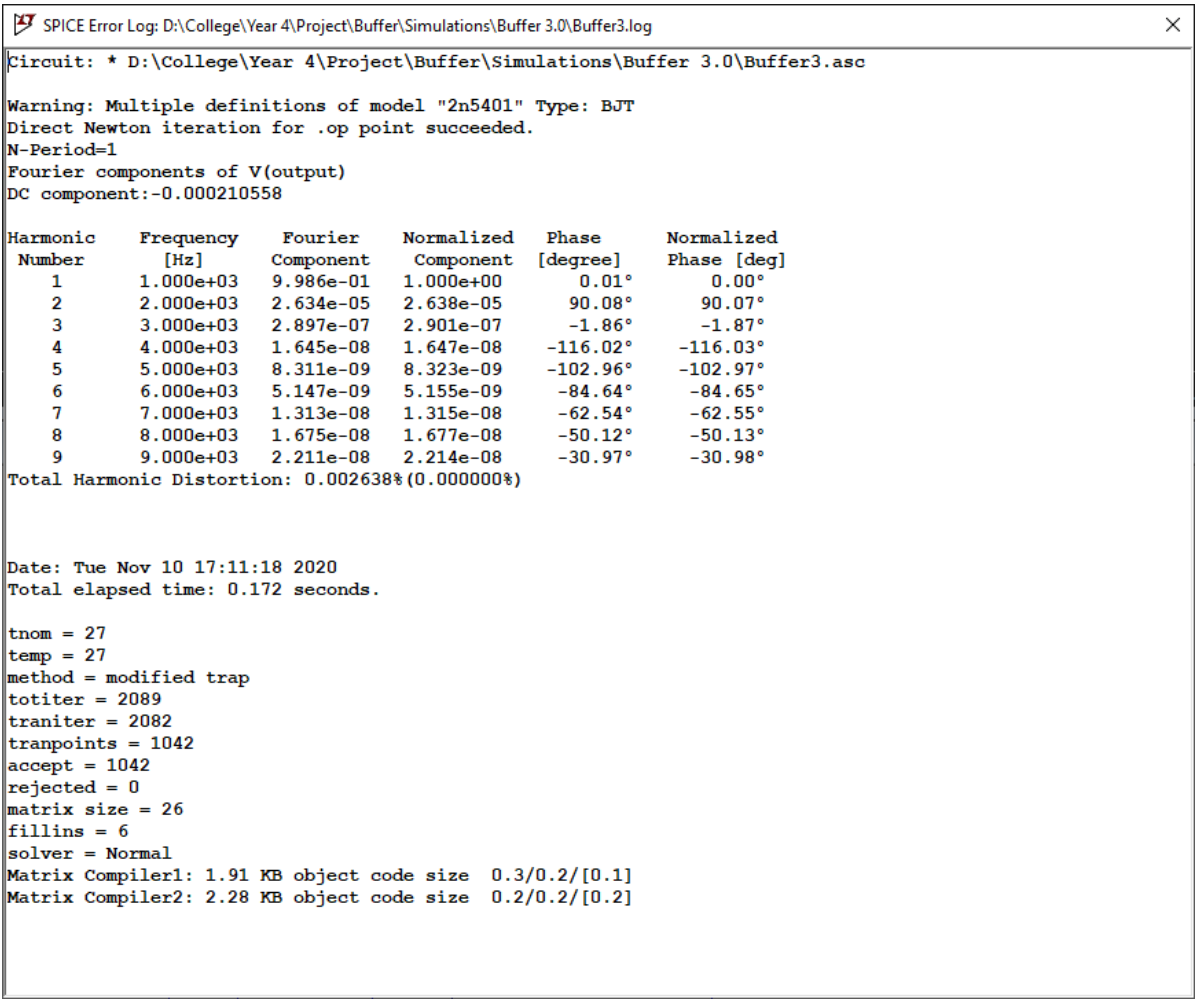 SPICE Error Log: D:\College\Year 4\Project\Buffer\Simulations\Buffer 3.0\Buffer3.log
Circuit: * D:\College\Year 4\Project\Buffer\Simulations\Buffer 3.0\Buffer3.asc
Warning: Multiple definitions of model "2n5401" Type: BJT
Direct Newton iteration for .op point succeeded.
N-Period=1
Fourier components of V(output)
DC component:-0.000210558
Harmonic Frequency Fourier Normalized Phase Normalized
Number [Hz] Component Component [degree] Phase [deg]
1 1.000e+03 9.986e-01 1.000e+00 0.01° 0.00°
2 2.000e+03 2.634e-05 2.638e-05 90.08° 90.07°
3 3.000e+03 2.897e-07 2.901e-07 -1.86° -1.87°
4 4.000e+03 1.645e-08 1.647e-08 -116.02° -116.03°
5 5.000e+03 8.311e-09 8.323e-09 -102.96° -102.97°
6 6.000e+03 5.147e-09 5.155e-09 -84.64° -84.65°
7 7.000e+03 1.313e-08 1.315e-08 -62.54° -62.55°
8 8.000e+03 1.675e-08 1.677e-08 -50.12° -50.13°
9 9.000e+03 2.211e-08 2.214e-08 -30.97° -30.98°
Total Harmonic Distortion: 0.002638%(0.000000%)
Date: Tue Nov 10 17:11:18 2020
Total elapsed time: 0.172 seconds.
tnom = 27
temp = 27
method = modified trap
totiter = 2089
traniter = 2082
tranpoints = 1042
accept = 1042
rejected = 0
matrix size = 26
fillins = 6
solver = Normal
Matrix Compiler1: 1.91 KB object code size 0.3/0.2/[0.1]
Matrix Compiler2: 2.28 KB object code size 0.2/0.2/[0.2]